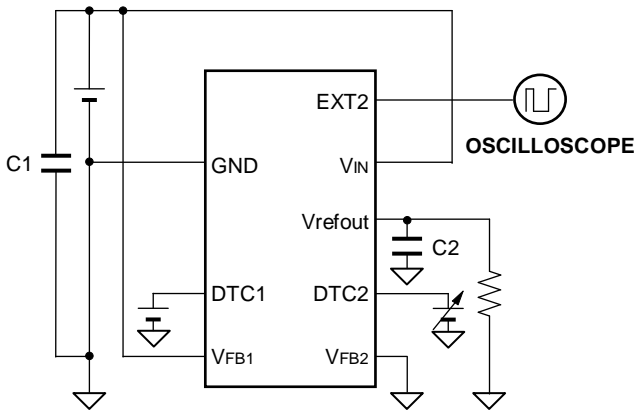 EXT2
OSCILLOSCOPE
C1
GND
VIN
Vrefout
C2
DTC1
DTC2
VFB1
VFB2